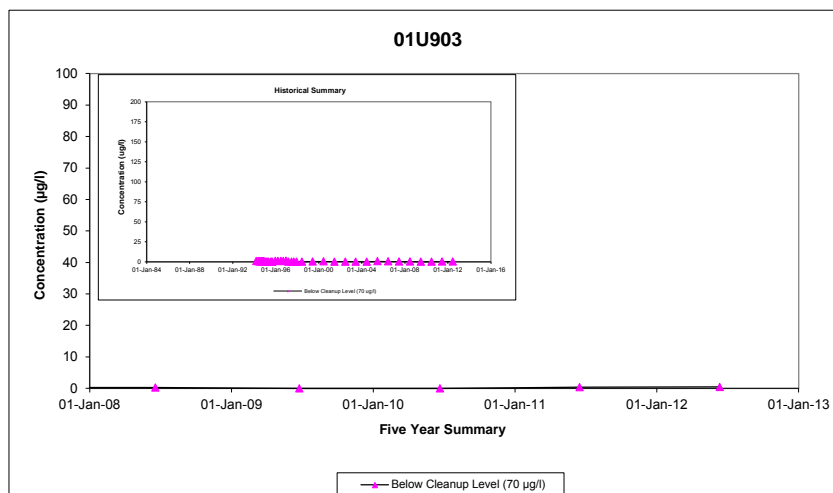 01U903
Concentration (µg/l)
100
90
80
70
60
50
40
30
20
10
0
Historical Summary
Concentration (ug/l)
200
175
150
125
100
75
50
25
0
01-Jan-84 01-Jan-88 01-Jan-92 01-Jan-96 01-Jan-00 01-Jan-04 01-Jan-08 01-Jan-12 01-Jan-16
Below Cleanup Level (70 ug/l)
01-Jan-08 01-Jan-09 01-Jan-10 01-Jan-11 01-Jan-12 01-Jan-13
Five Year Summary
Below Cleanup Level (70 µg/l)